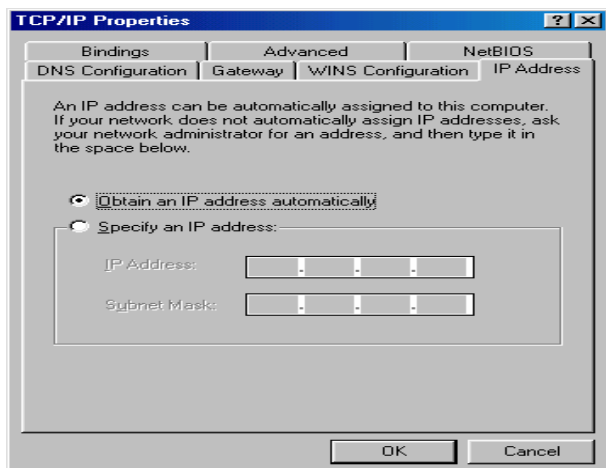 TCP/IP Properties
Bindings
Advanced
NetBIOS
DNS Configuration
Gateway
WINS Configuration
IP Address
An IP address can be automatically assigned to this computer.
If your network does not automatically assign IP addresses, ask
your network administrator for an address, and then type it in
the space below.
Obtain an IP address automatically
Specify an IP address:
IP Address:
Subnet Mask:
OK
Cancel